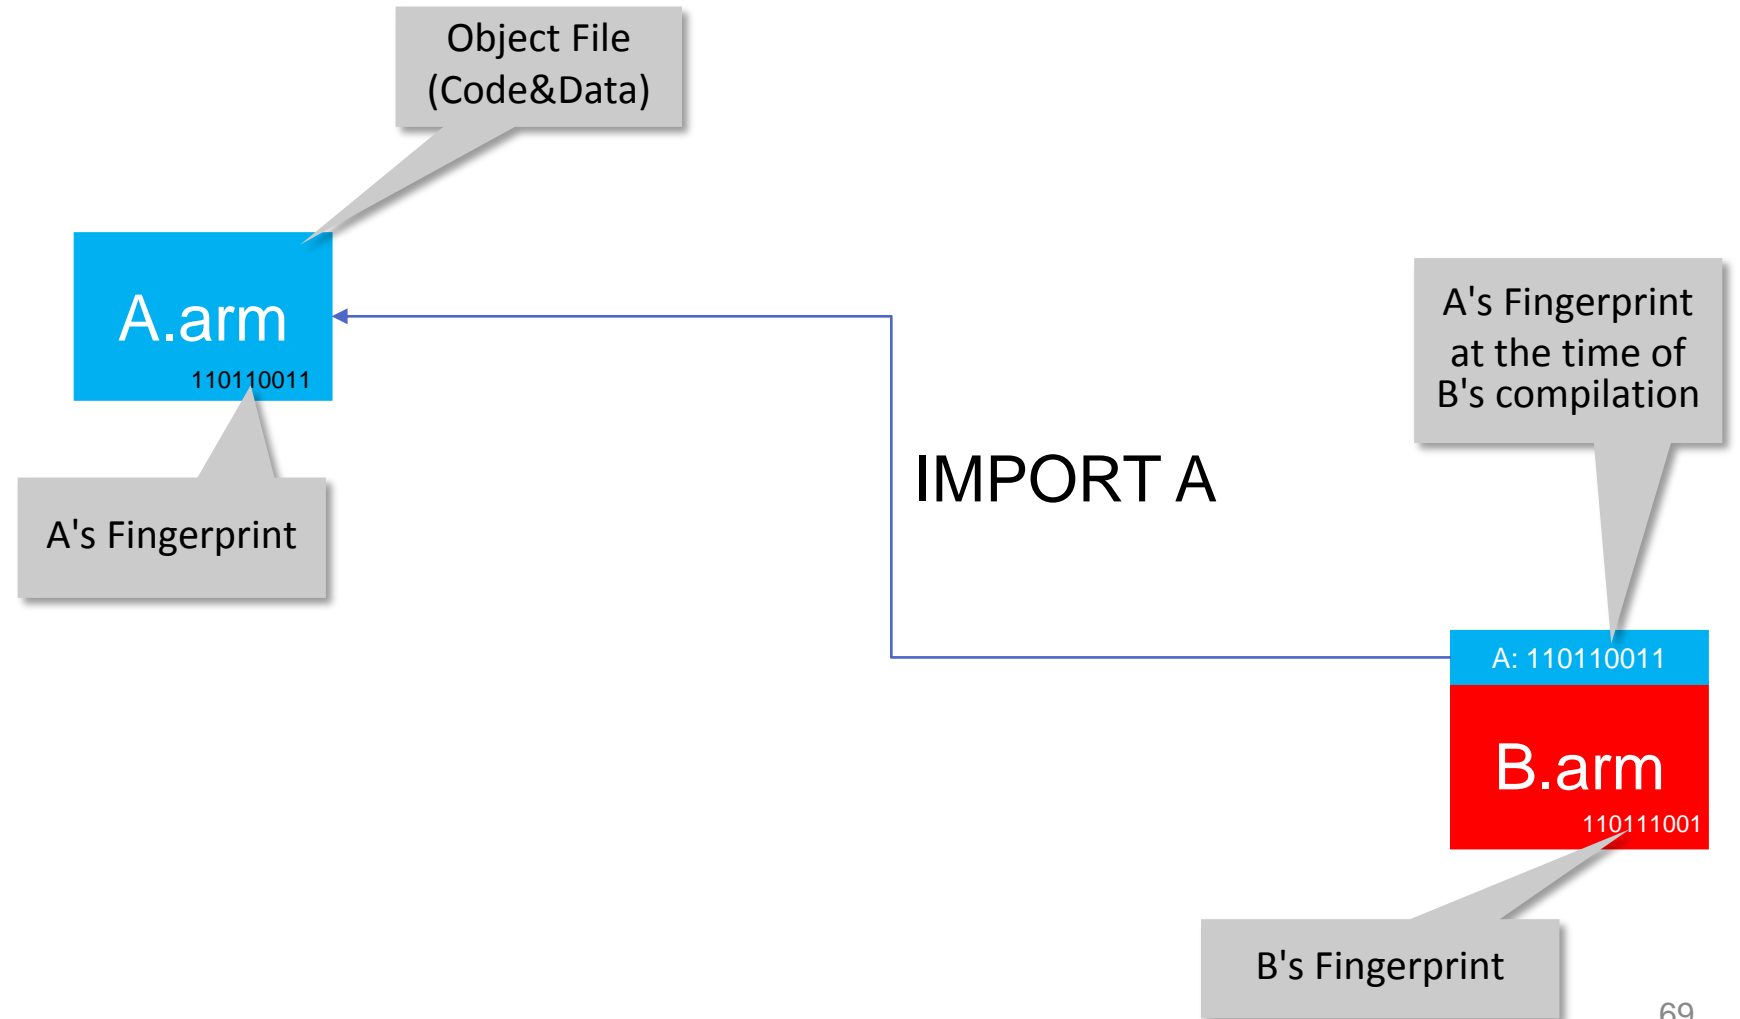 Object File
(Code&Data)
A.arm
110110011
A's Fingerprint
IMPORT A
A's Fingerprint
at the time of
B's compilation
A: 110110011
B.arm
110111001
B's Fingerprint
69